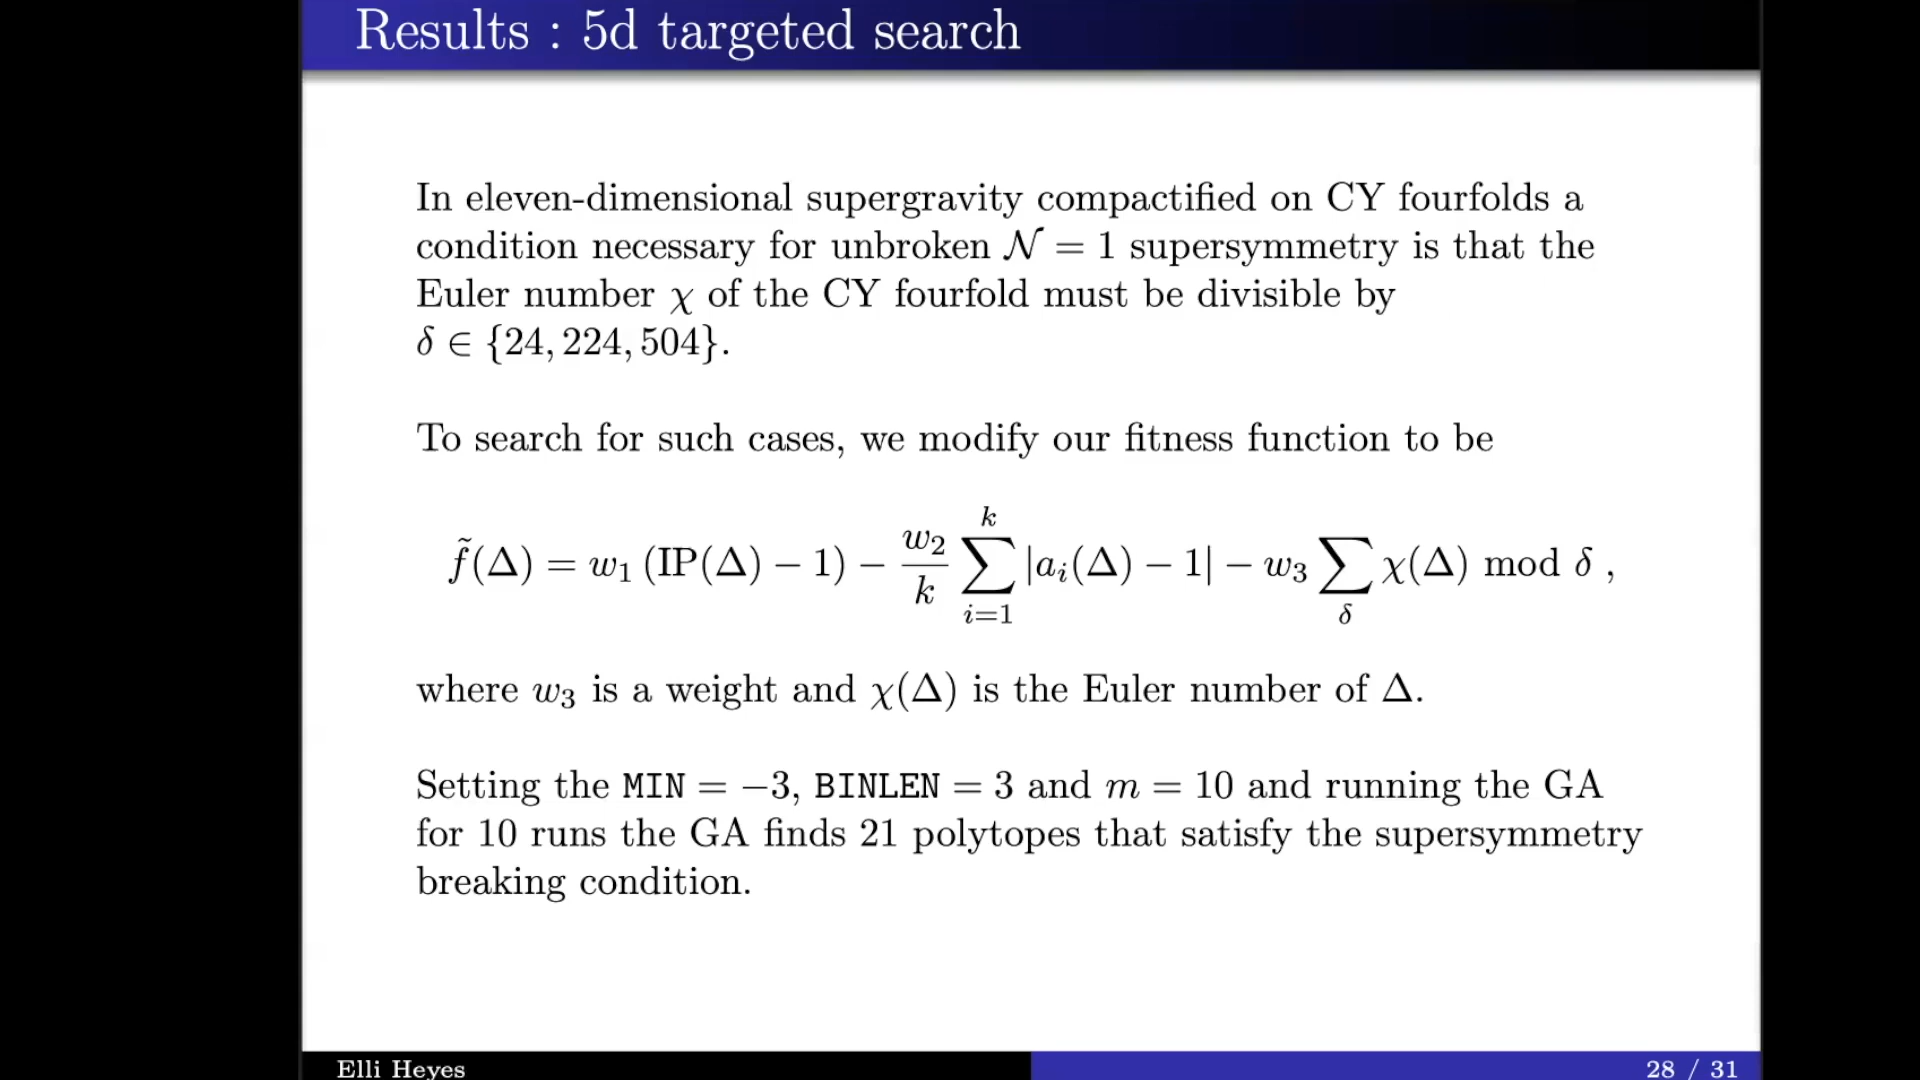 Results : 5d targeted search
In eleven-dimensional supergravity compactified on CY fourfolds a
condition necessary for unbroken 𝒩 = 1 supersymmetry is that the
Euler number χ of the CY fourfold must be divisible by
δ ∈ {24, 224, 504}.
To search for such cases, we modify our fitness function to be
f̃(Δ) = w₁ (IP(Δ) − 1) − \frac{w₂}{k} \sum_{i=1}^{k} |aᵢ(Δ) − 1| − w₃ \sum_{δ} χ(Δ) mod δ ,
where w₃ is a weight and χ(Δ) is the Euler number of Δ.
Setting the MIN = −3, BINLEN = 3 and m = 10 and running the GA
for 10 runs the GA finds 21 polytopes that satisfy the supersymmetry
breaking condition.
Elli Heyes
28 / 31